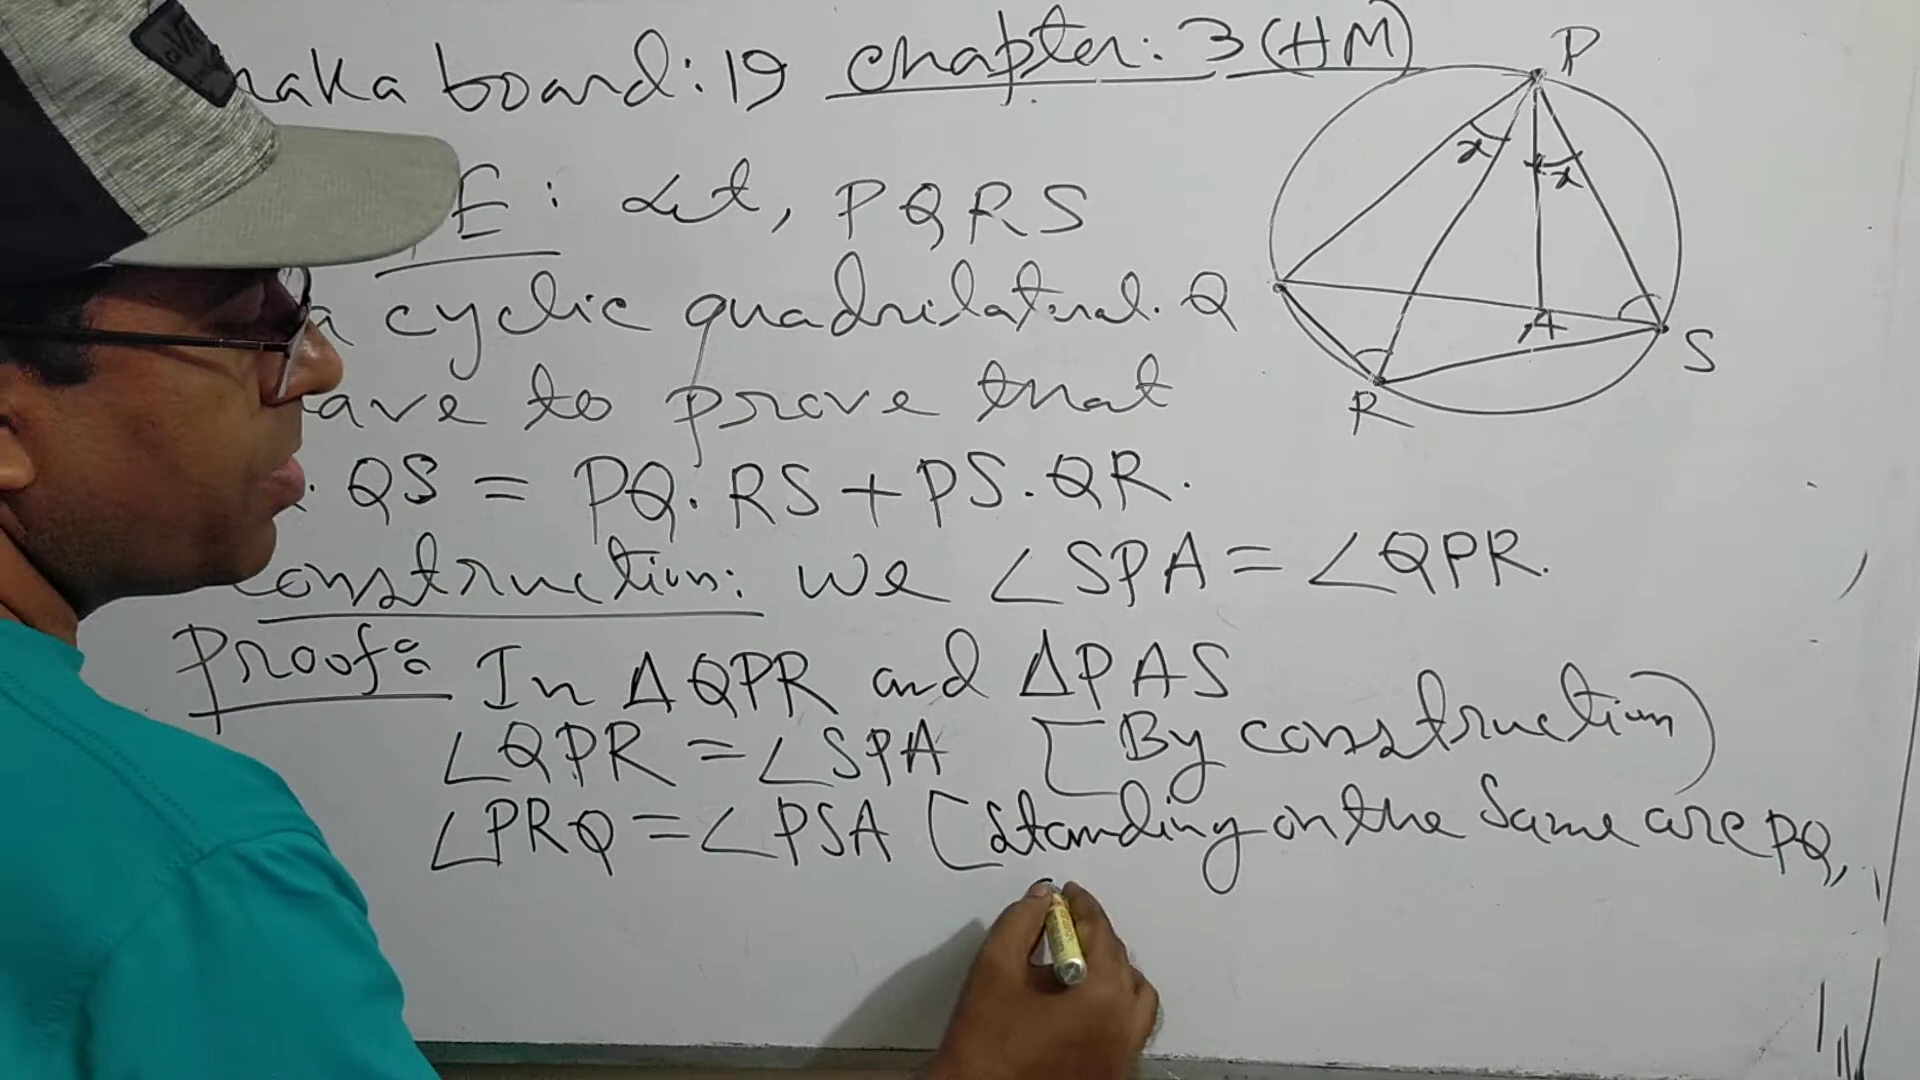 haka board: 19 chapter: 3 (HM)
E: Let, PQRS
a cyclic quadrilateral.
ave to prove that
. QS = PQ. RS + PS. QR.
Construction: we ∠SPA = ∠QPR.
Proof: In ΔQPR and ΔPAS
∠QPR = ∠SPA [By construction)
∠PRQ = ∠PSA [Standing on the same arc PQ,
P
x
x
Q
A
S
R